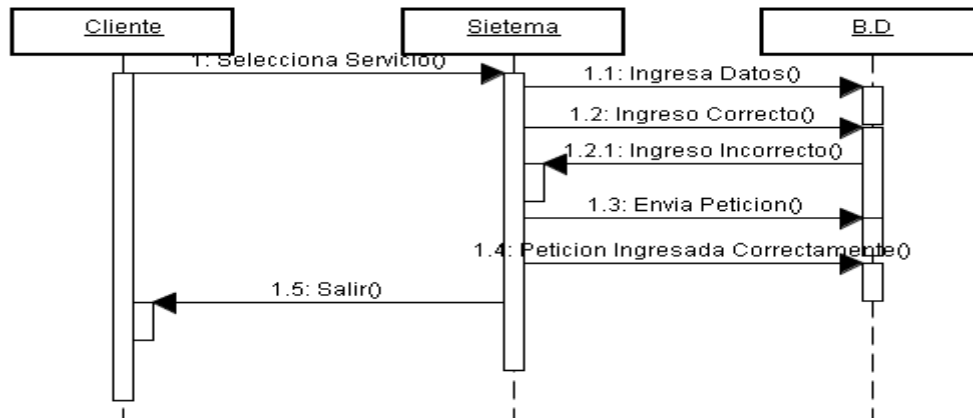 Cliente
Sietema
B.D
1: Selecciona Servicio()
1.1: Ingresa Datos()
1.2: Ingreso Correcto()
1.2.1: Ingreso Incorrecto()
1.3: Envia Peticion()
1.4: Peticion Ingresada Correctamente()
1.5: Salir()